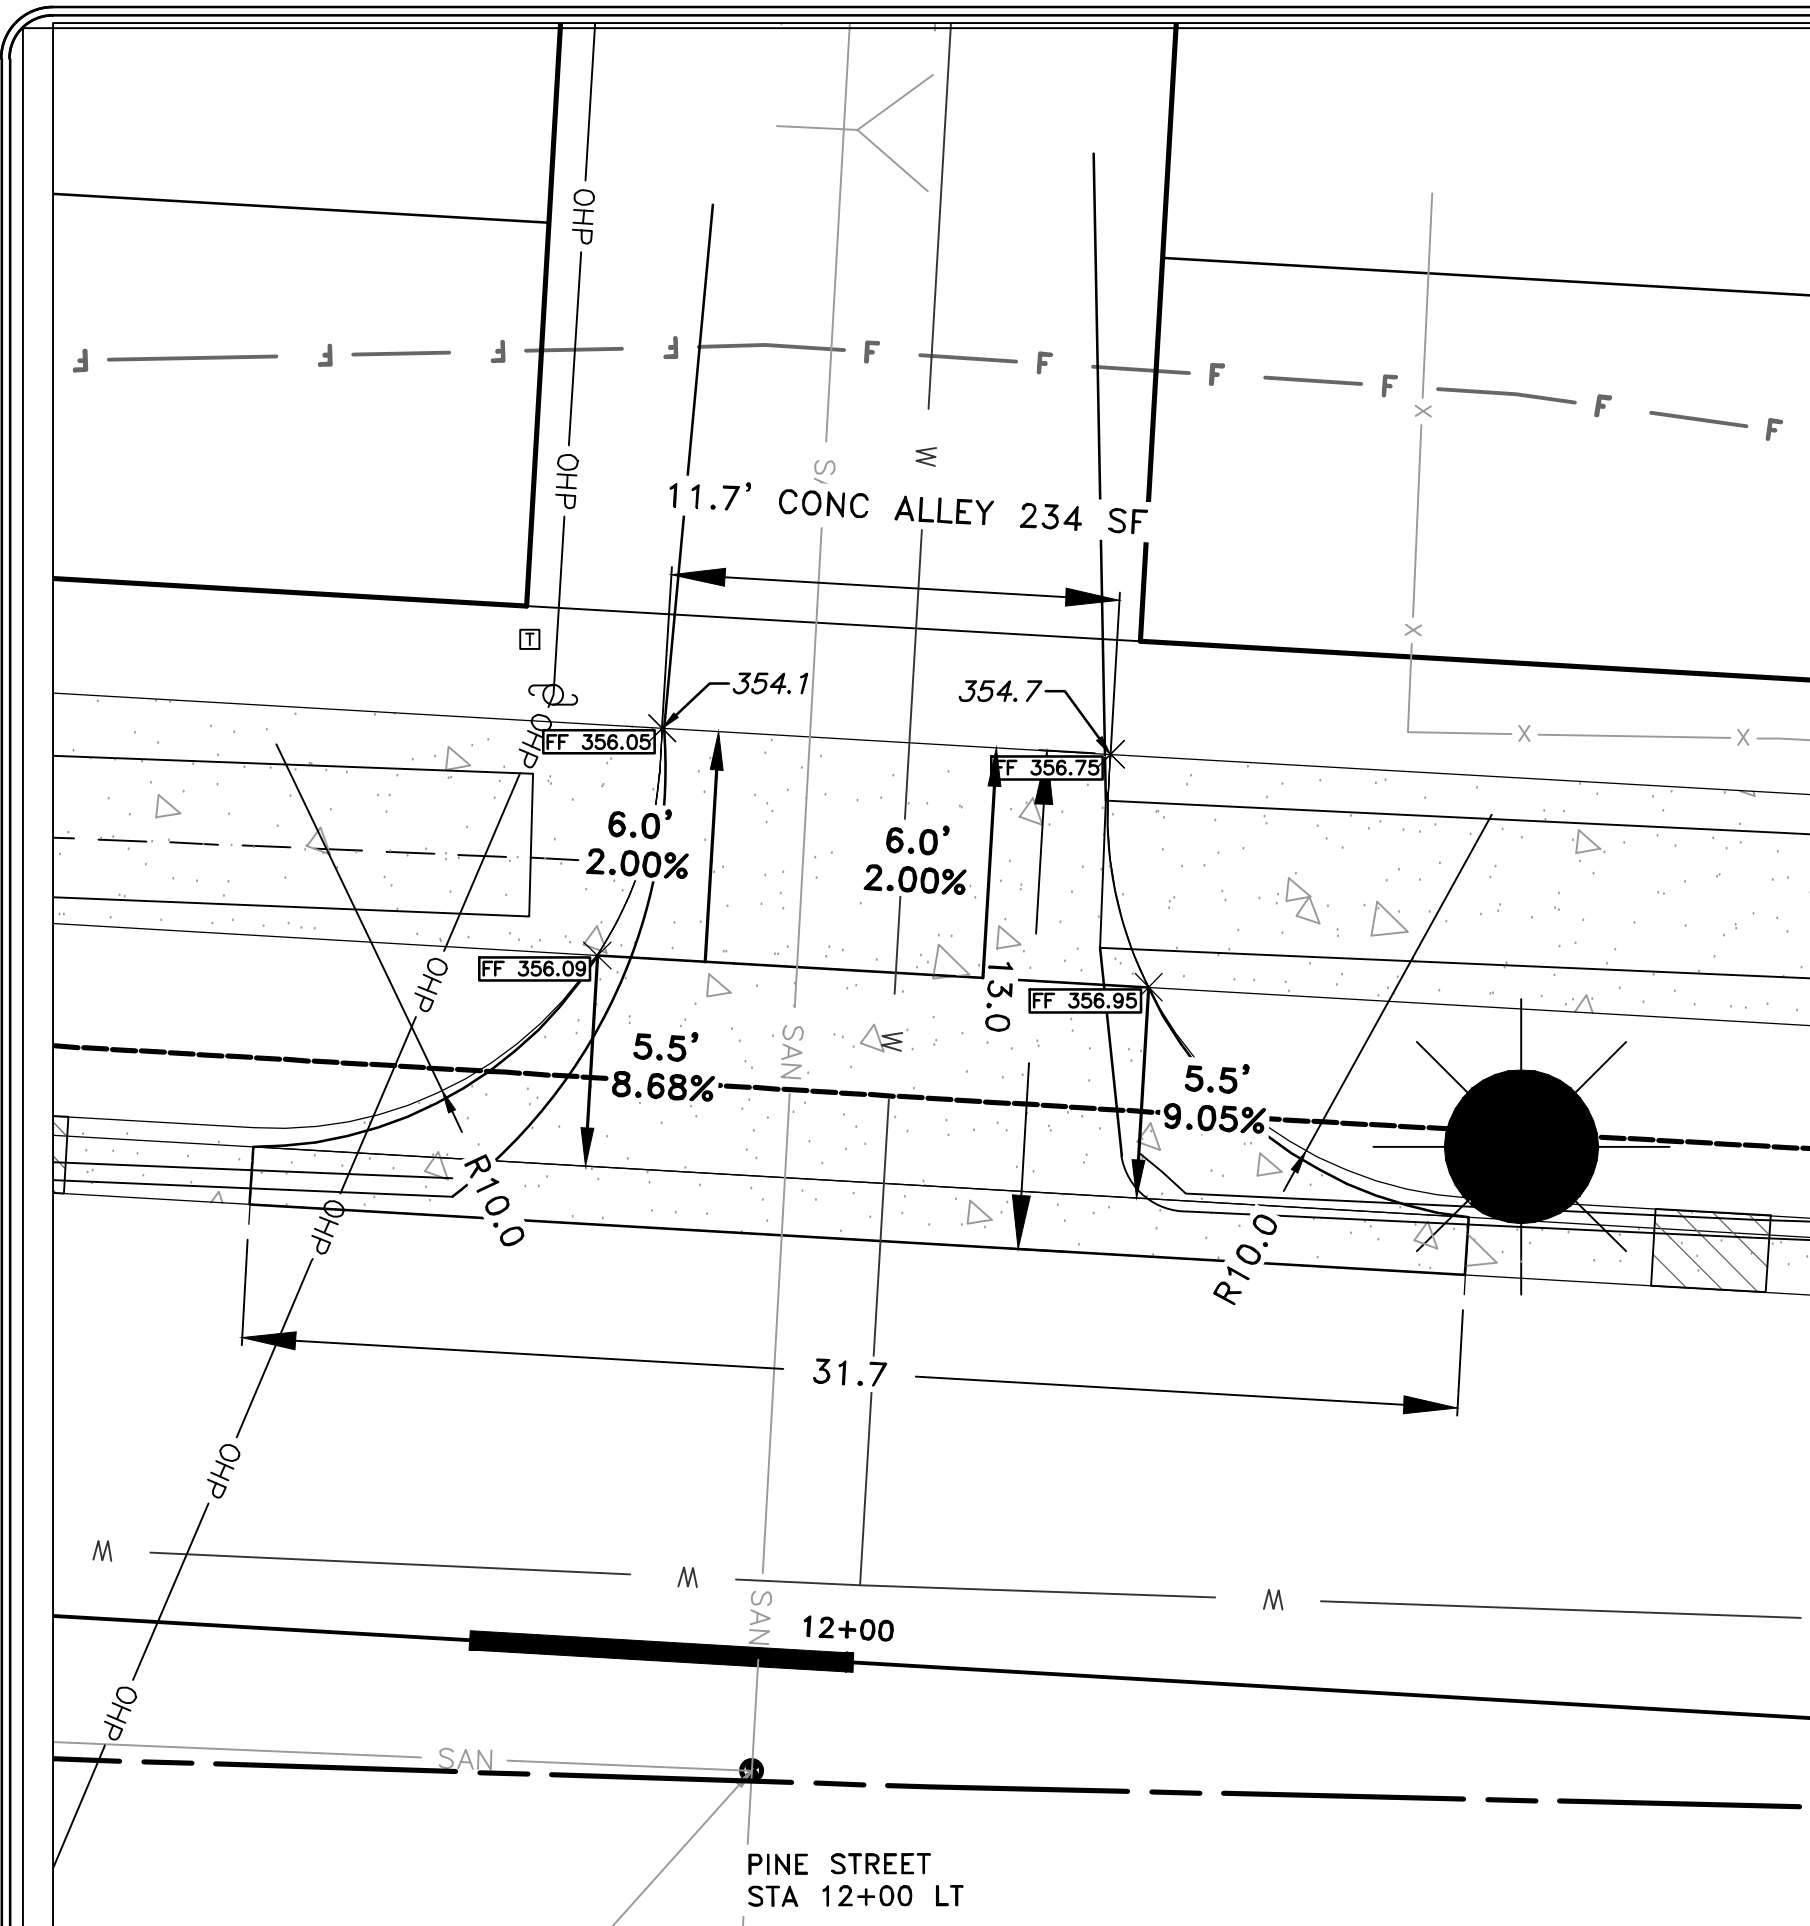 OHP
F F F F F F F F F F
X
OHP
W
S
11.7' CONC ALLEY 234 SF
X
T
354.1
354.7
OHP
FF 356.05
FF 356.75
X X
6.0'
2.00%
6.0'
2.00%
FF 356.09
OHP
13.0
FF 356.95
SAN
W
5.5'
8.68%
5.5'
9.05%
R10.0
OHP
R10.0
31.7
OHP
W W W
SAN
12+00
OHP
SAN
PINE STREET
STA 12+00 LT